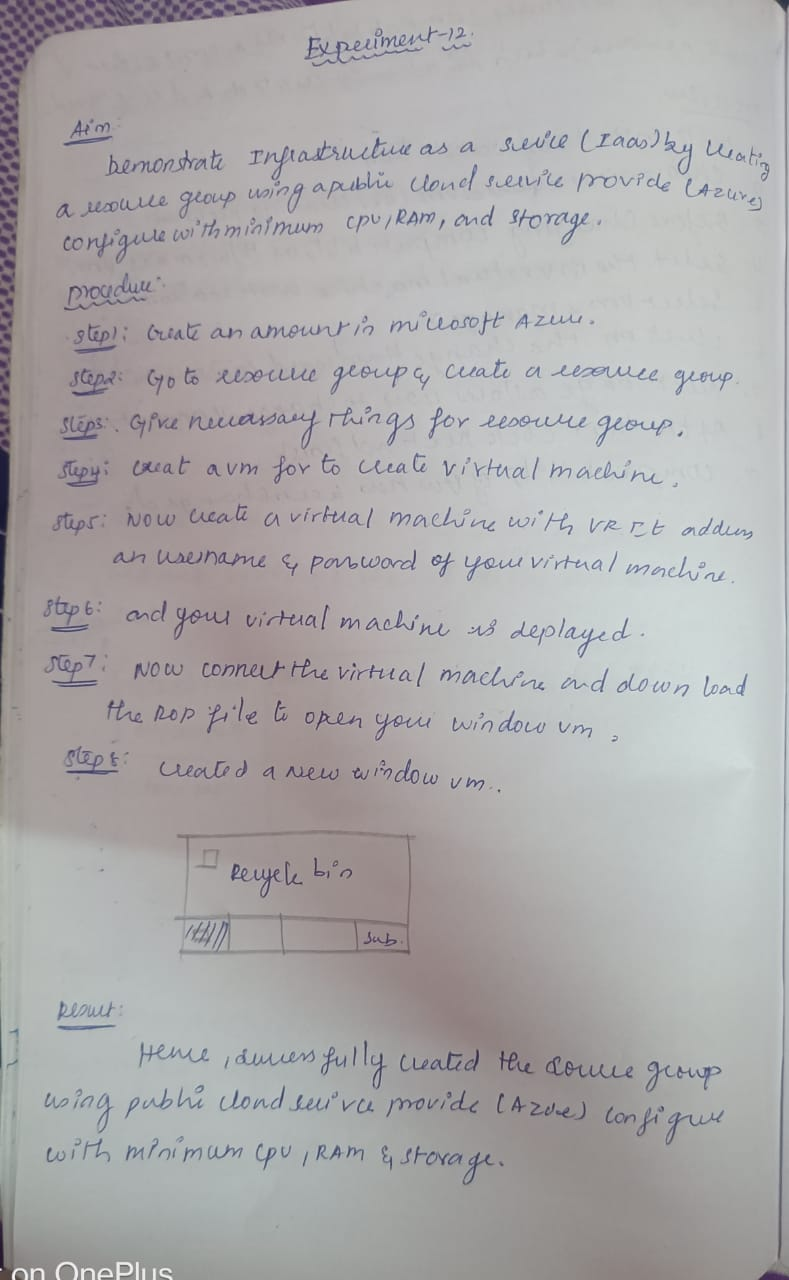 Experiment-12.
Aim:
Demonstrate Infrastructure as a service (Iaas) by creating
a resource group using a public cloud service provide (Azure)
configure with minimum CPU, RAM, and storage.
procedure:
step1: Create an amount in microsoft Azure.
step2: Go to resource group & create a resource group.
step3: Give necessary things for resource group.
step4: creat a vm for to create virtual machine.
step5: Now create a virtual machine with address
an username & password of your virtual machine.
step6: and your virtual machine is deplayed.
step7: Now connect the virtual machine and down load
the RDP file to open your window vm.
step8: created a new window vm..
Recycle bin
sub.
Result:
Hence, successfully created the source group
using public cloud service provide (Azure) configure
with minimum CPU, RAM & storage.
on OnePlus